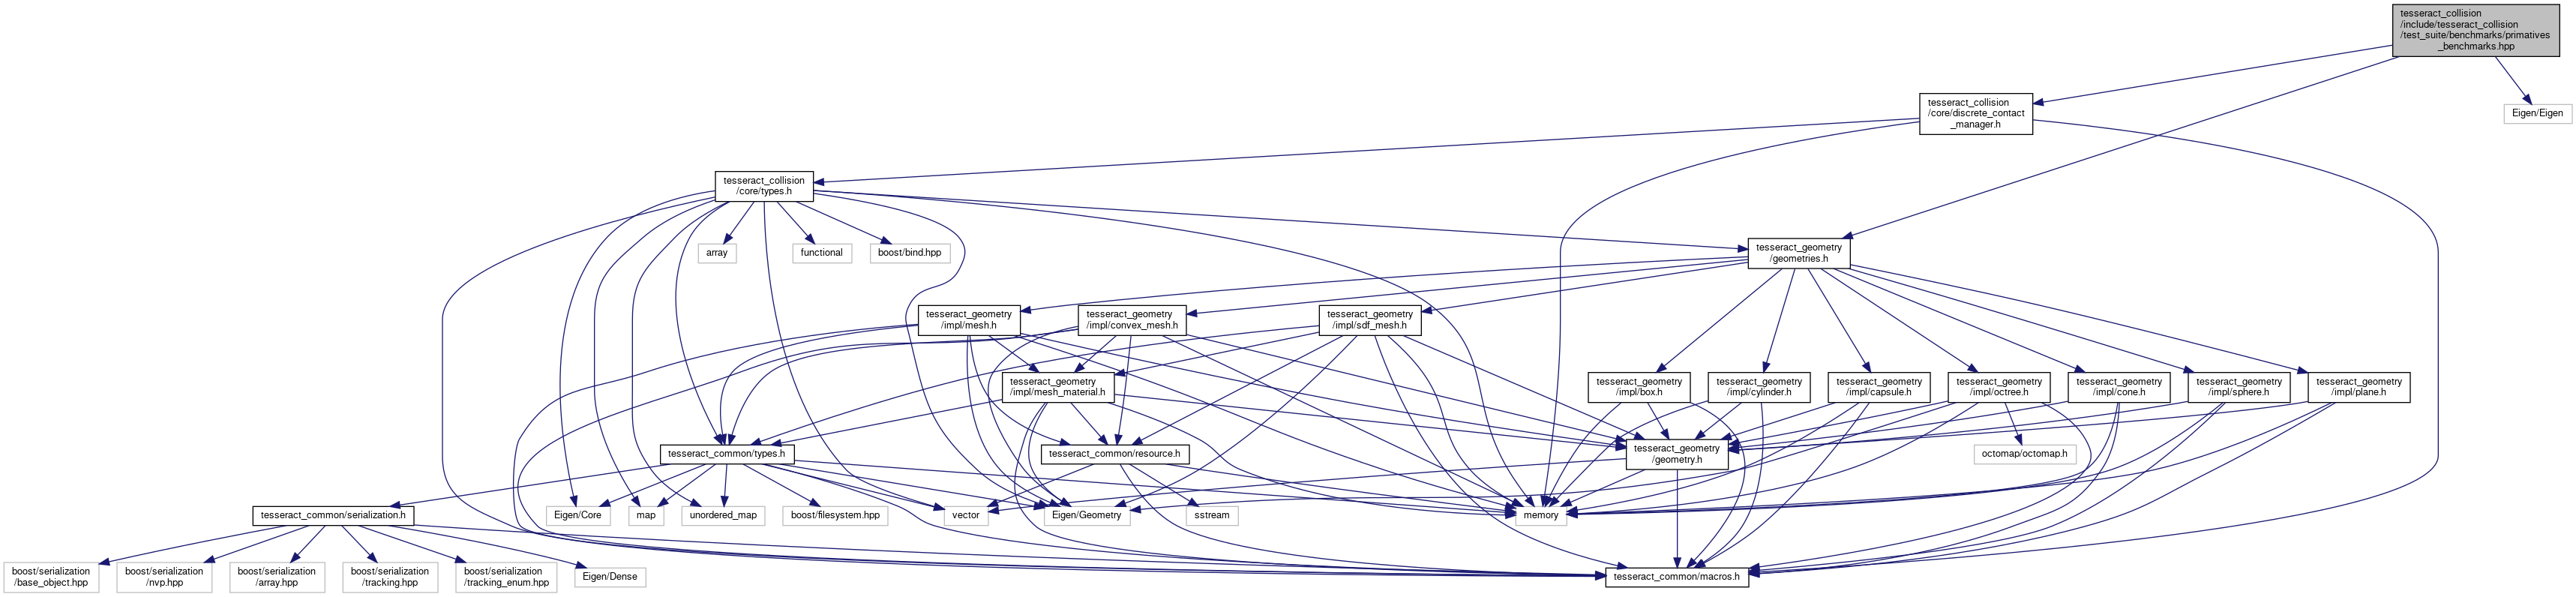 tesseract_collision
/include/tesseract_collision
/test_suite/benchmarks/primatives
_benchmarks.hpp
tesseract_collision
/core/discrete_contact
_manager.h
Eigen/Eigen
tesseract_collision
/core/types.h
array
functional
boost/bind.hpp
tesseract_geometry
/geometries.h
tesseract_geometry
/impl/mesh.h
tesseract_geometry
/impl/convex_mesh.h
tesseract_geometry
/impl/sdf_mesh.h
tesseract_geometry
/impl/mesh_material.h
tesseract_geometry
/impl/box.h
tesseract_geometry
/impl/cylinder.h
tesseract_geometry
/impl/capsule.h
tesseract_geometry
/impl/octree.h
tesseract_geometry
/impl/cone.h
tesseract_geometry
/impl/sphere.h
tesseract_geometry
/impl/plane.h
tesseract_common/types.h
tesseract_common/resource.h
tesseract_geometry
/geometry.h
octomap/octomap.h
tesseract_common/serialization.h
Eigen/Core
map
unordered_map
boost/filesystem.hpp
vector
Eigen/Geometry
sstream
memory
boost/serialization
/base_object.hpp
boost/serialization
/nvp.hpp
boost/serialization
/array.hpp
boost/serialization
/tracking.hpp
boost/serialization
/tracking_enum.hpp
Eigen/Dense
tesseract_common/macros.h